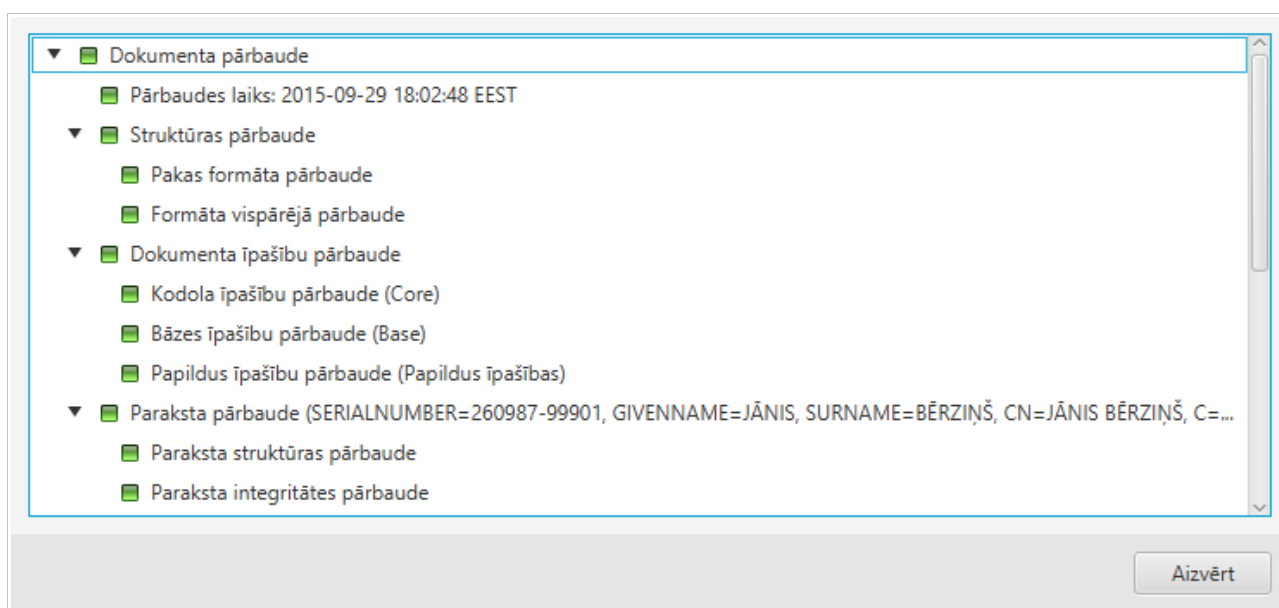 Dokumenta pārbaude
Pārbaudes laiks: 2015-09-29 18:02:48 EEST
Struktūras pārbaude
Pakas formāta pārbaude
Formāta vispārējā pārbaude
Dokumenta īpašību pārbaude
Kodola īpašību pārbaude (Core)
Bāzes īpašību pārbaude (Base)
Papildus īpašību pārbaude (Papildus īpašības)
Paraksta pārbaude (SERIALNUMBER=260987-99901, GIVENNAME=JĀNIS, SURNAME=BĒRZIŅŠ, CN=JĀNIS BĒRZIŅŠ, C=...
Paraksta struktūras pārbaude
Paraksta integritātes pārbaude
Aizvērt